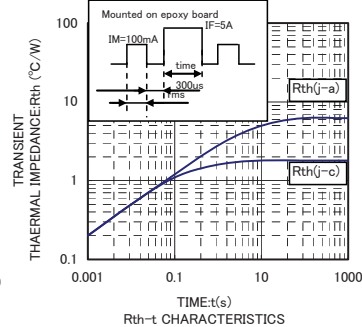 Mounted on epoxy board
IF=5A
IM=100mA
time
300us
1ms
100
10
1
0.1
TRANSIENT
THAERMAL IMPEDANCE:Rth (℃/W)
Rth(j-a)
Rth(j-c)
0.001
0.1
10
1000
TIME:t(s)
Rth-t CHARACTERISTICS